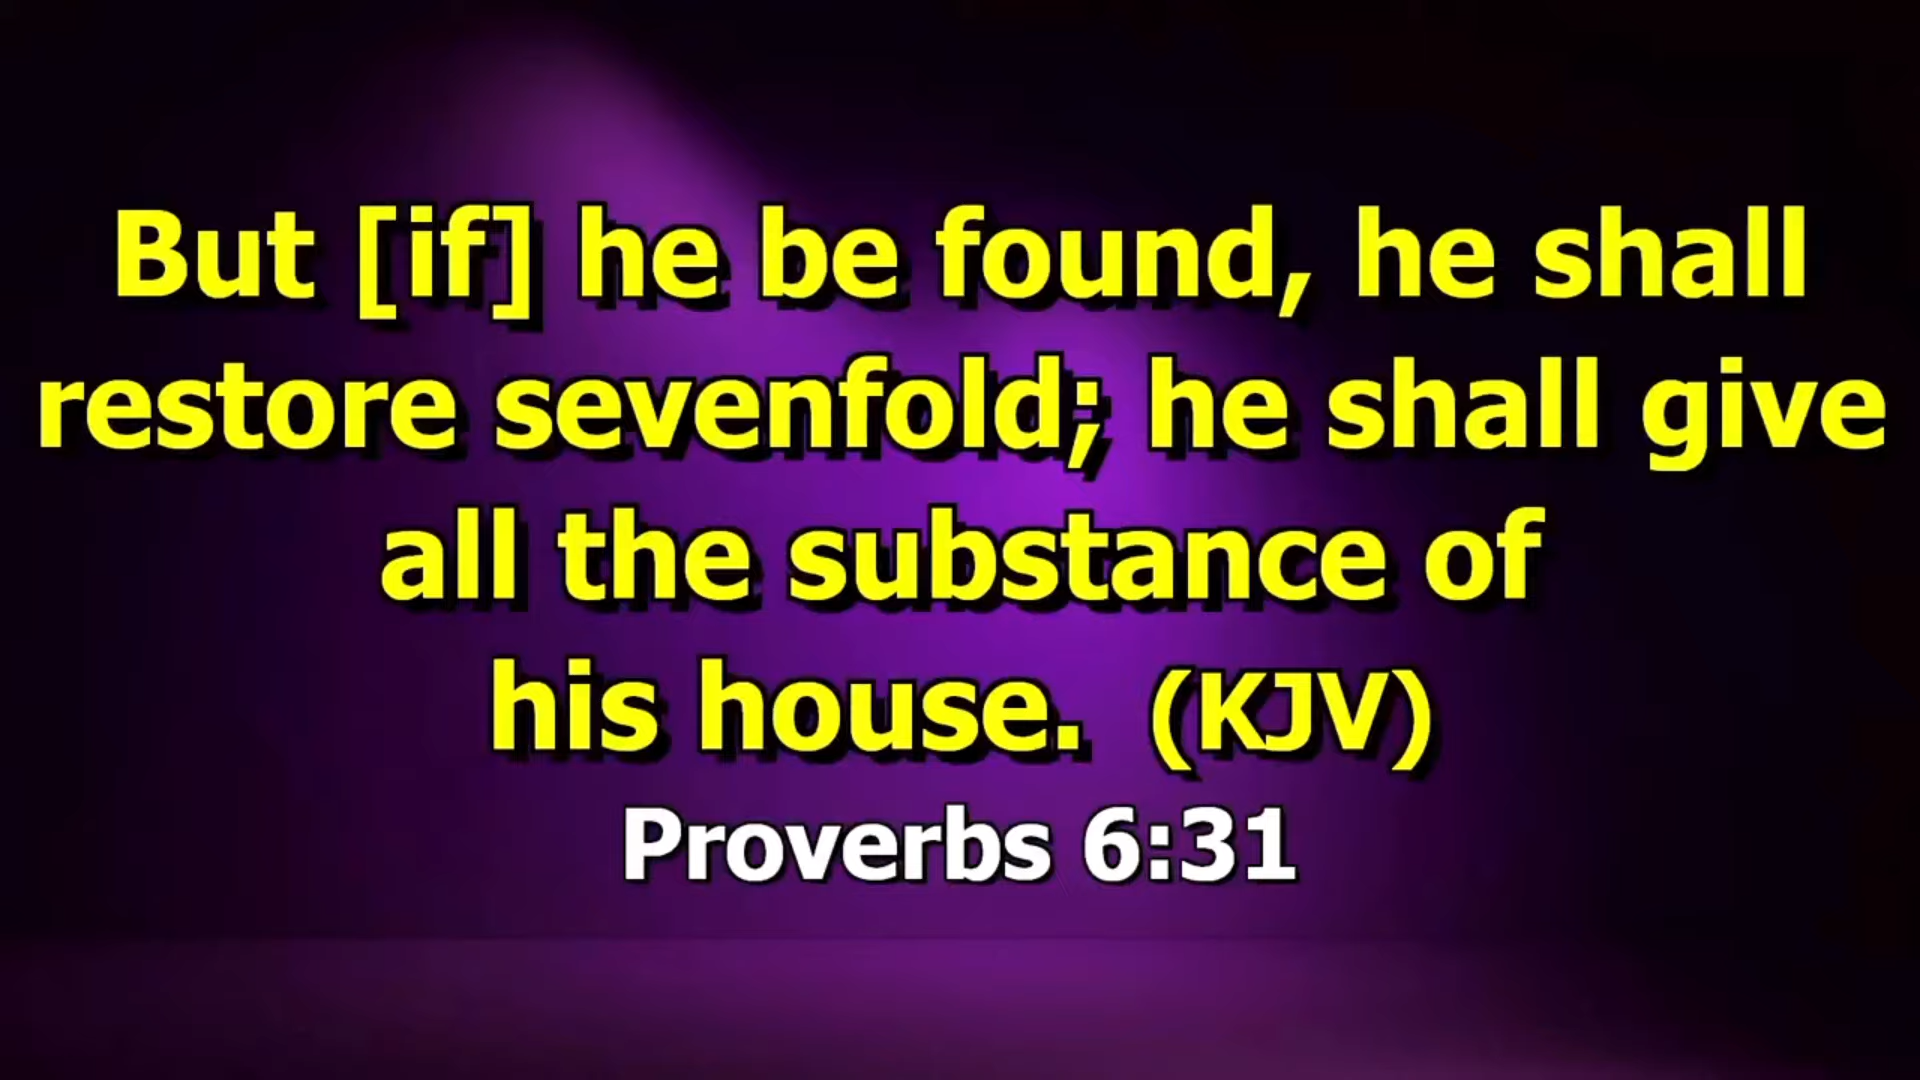 But [if] he be found, he shall
restore sevenfold; he shall give
all the substance of
his house.  (KJV)
Proverbs 6:31